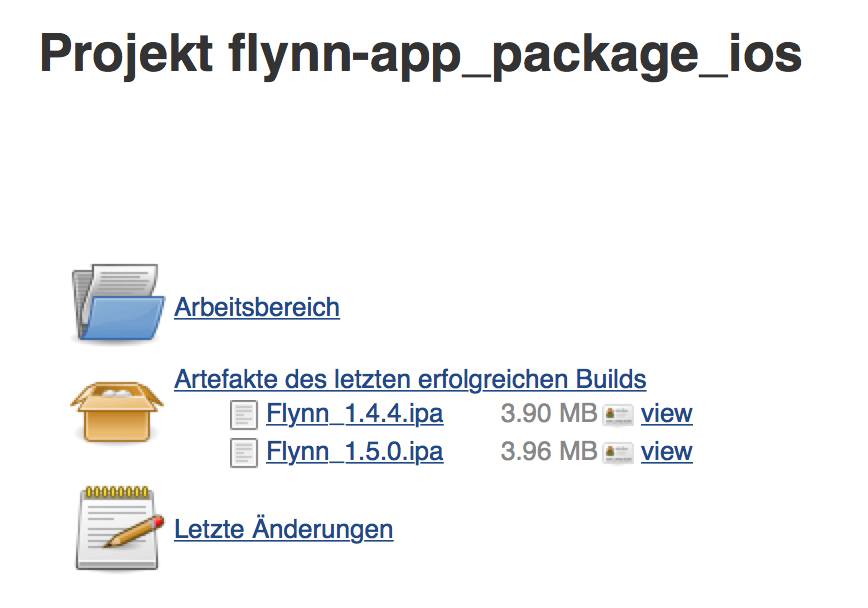 Projekt flynn-app_package_ios
Arbeitsbereich
Artefakte des letzten erfolgreichen Builds
Flynn_1.4.4.ipa 3.90 MB view
Flynn_1.5.0.ipa 3.96 MB view
Letzte Änderungen